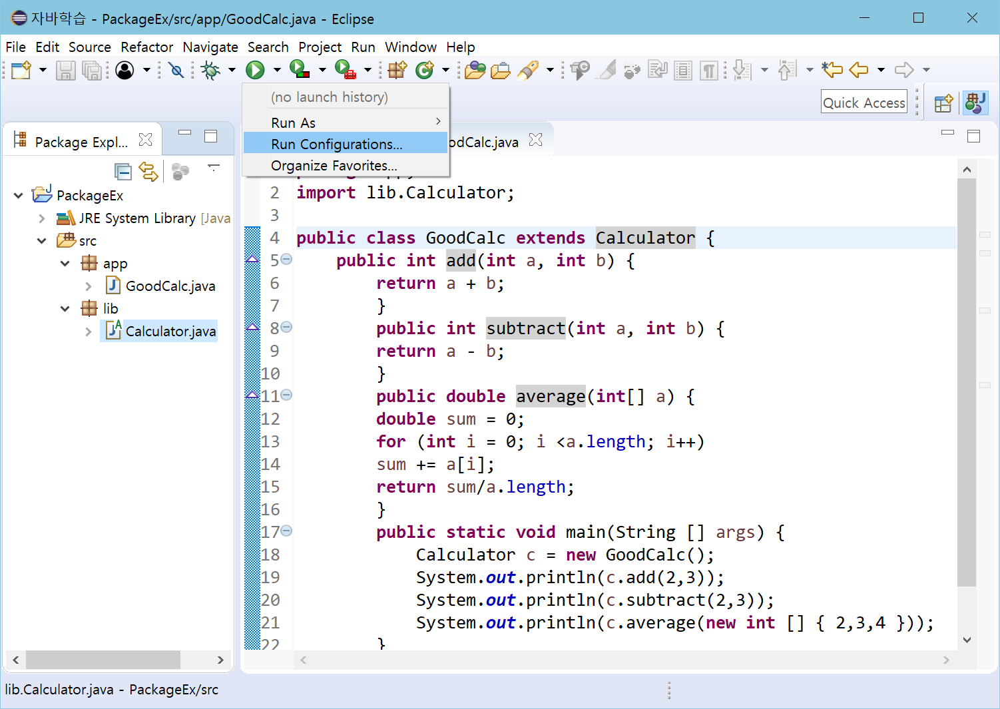 자바학습 - PackageEx/src/app/GoodCalc.java - Eclipse
File Edit Source Refactor Navigate Search Project Run Window Help
(no launch history)
Run As
Run Configurations...
Organize Favorites...
Quick Access
Package Expl...
odCalc.java
PackageEx
JRE System Library [Java
src
app
GoodCalc.java
lib
Calculator.java
2 import lib.Calculator;
3
4 public class GoodCalc extends Calculator {
5 public int add(int a, int b) {
6 return a + b;
7 }
8 public int subtract(int a, int b) {
9 return a - b;
10 }
11 public double average(int[] a) {
12 double sum = 0;
13 for (int i = 0; i <a.length; i++)
14 sum += a[i];
15 return sum/a.length;
16 }
17 public static void main(String [] args) {
18 Calculator c = new GoodCalc();
19 System.out.println(c.add(2,3));
20 System.out.println(c.subtract(2,3));
21 System.out.println(c.average(new int [] { 2,3,4 }));
22 }
lib.Calculator.java - PackageEx/src